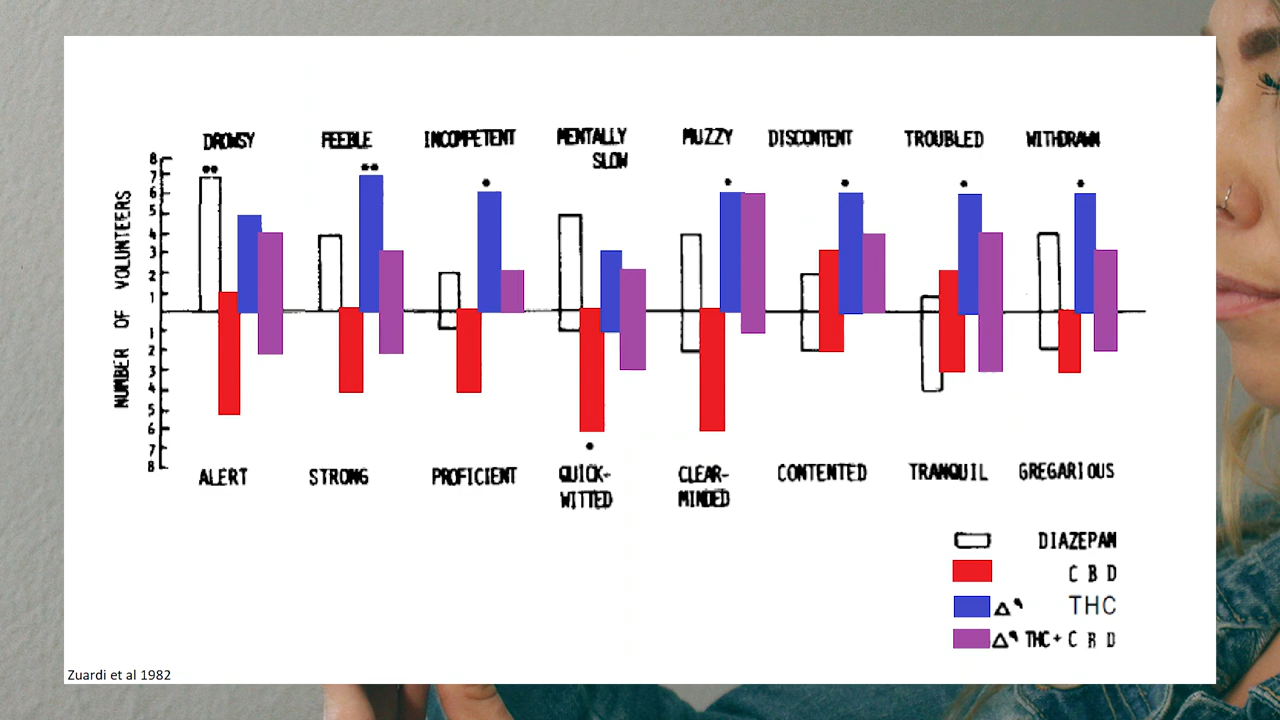 DROWSY FEEBLE INCOMPETENT MENTALLY SLOW MUZZY DISCONTENT TROUBLED WITHDRAWN
8
7
6
5
4
3
2
1
1
2
3
4
5
6
7
8
NUMBER OF VOLUNTEERS
ALERT STRONG PROFICIENT QUICK-WITTED CLEAR-MINDED CONTENTED TRANQUIL GREGARIOUS
DIAZEPAN
CBD
Δ⁹ THC
Δ⁹ THC+CBD
Zuardi et al 1982